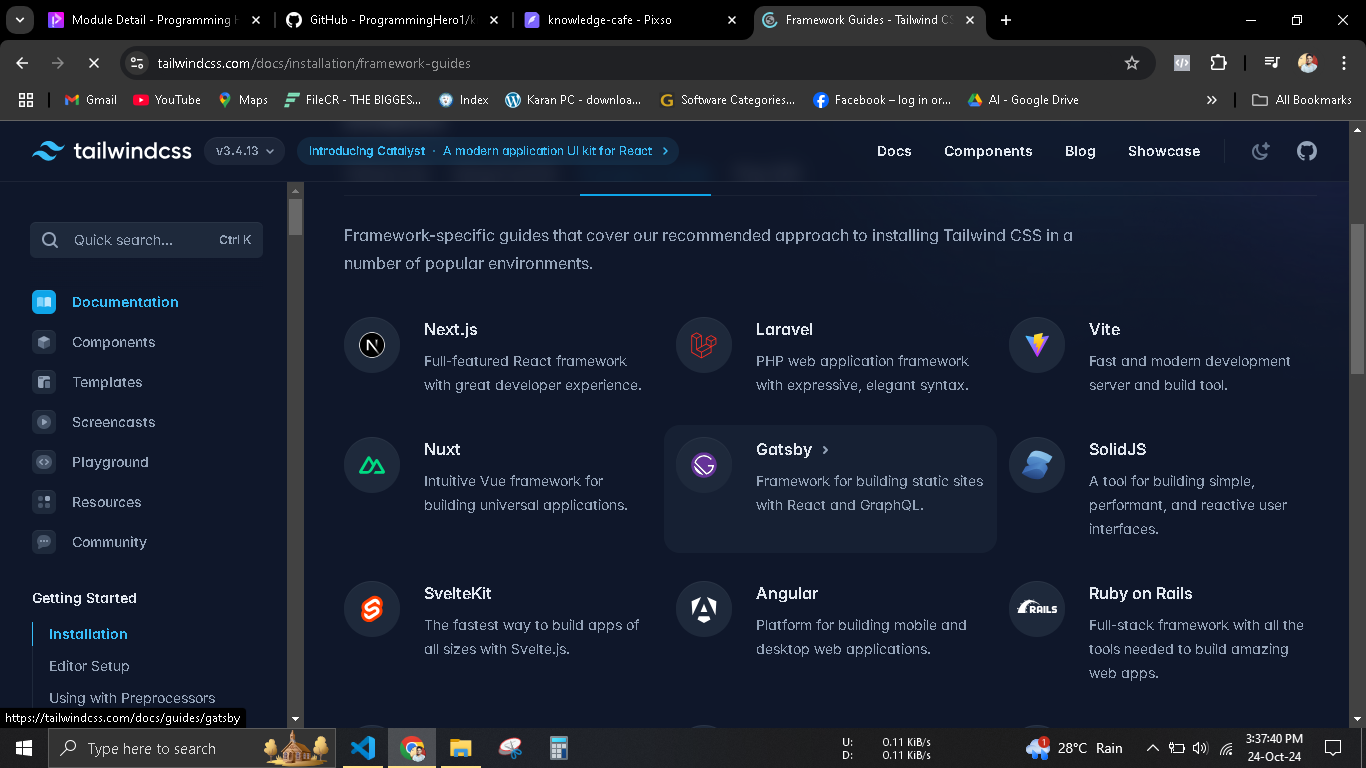 Module Detail - Programming H
GitHub - ProgrammingHero1/k
knowledge-cafe - Pixso
Framework Guides - Tailwind CS
tailwindcss.com/docs/installation/framework-guides
Gmail
YouTube
Maps
FileCR - THE BIGGES...
Index
Karan PC - downloa...
Software Categories...
Facebook – log in or...
AI - Google Drive
All Bookmarks
tailwindcss
v3.4.13
Introducing Catalyst · A modern application UI kit for React
Docs
Components
Blog
Showcase
Quick search...
Ctrl K
Documentation
Components
Templates
Screencasts
Playground
Resources
Community
Getting Started
Installation
Editor Setup
Using with Preprocessors
https://tailwindcss.com/docs/guides/gatsby
Framework-specific guides that cover our recommended approach to installing Tailwind CSS in a
number of popular environments.
Next.js
Full-featured React framework
with great developer experience.
Laravel
PHP web application framework
with expressive, elegant syntax.
Vite
Fast and modern development
server and build tool.
Nuxt
Intuitive Vue framework for
building universal applications.
Gatsby
Framework for building static sites
with React and GraphQL.
SolidJS
A tool for building simple,
performant, and reactive user
interfaces.
SvelteKit
The fastest way to build apps of
all sizes with Svelte.js.
Angular
Platform for building mobile and
desktop web applications.
RAILS
Ruby on Rails
Full-stack framework with all the
tools needed to build amazing
web apps.
Type here to search
U: 0.11 KiB/s
D: 0.11 KiB/s
1
28°C Rain
3:37:40 PM
24-Oct-24